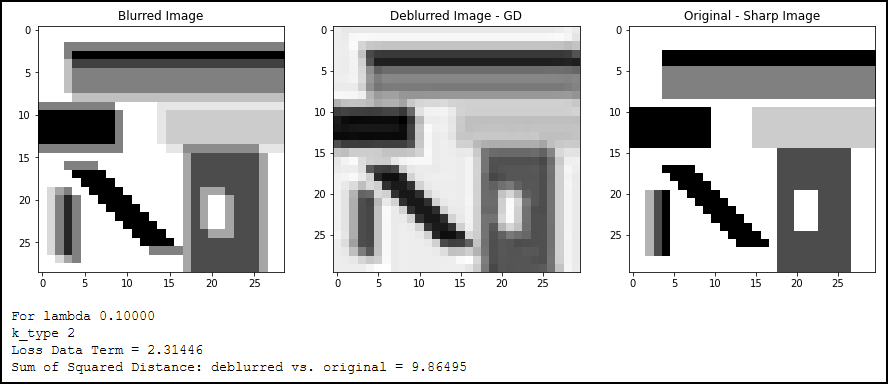 Blurred Image Deblurred Image - GD Original - Sharp Image
0 0 0
5 5 5
10 10 10
15 15 15
20 20 20
25 25 25
0 5 10 15 20 25 0 5 10 15 20 25 0 5 10 15 20 25
For lambda 0.10000
k_type 2
Loss Data Term = 2.31446
Sum of Squared Distance: deblurred vs. original = 9.86495